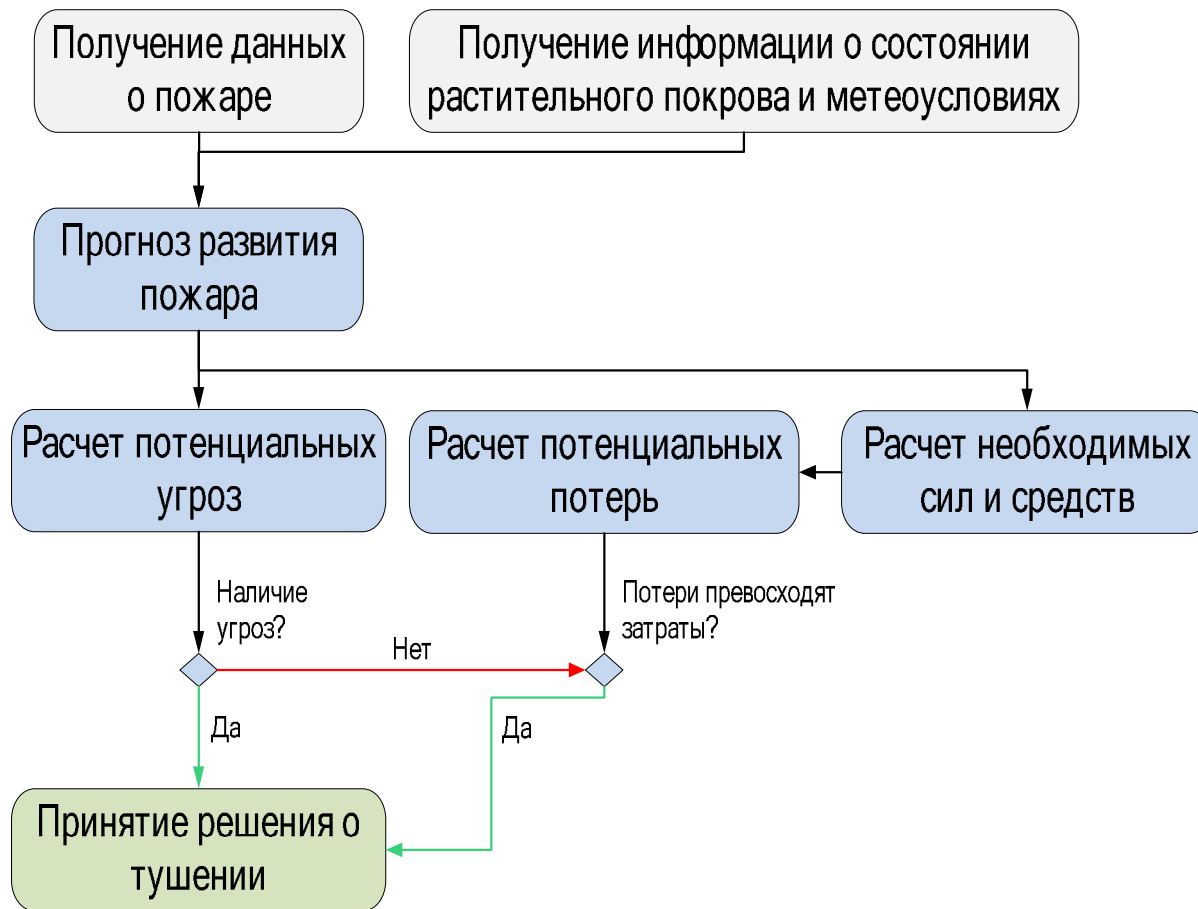 Получение данных
о пожаре
Получение информации о состоянии
растительного покрова и метеоусловиях
Прогноз развития
пожара
Расчет потенциальных
угроз
Расчет потенциальных
потерь
Расчет необходимых
сил и средств
Наличие
угроз?
Потери превосходят
затраты?
Нет
Да
Да
Принятие решения о
тушении